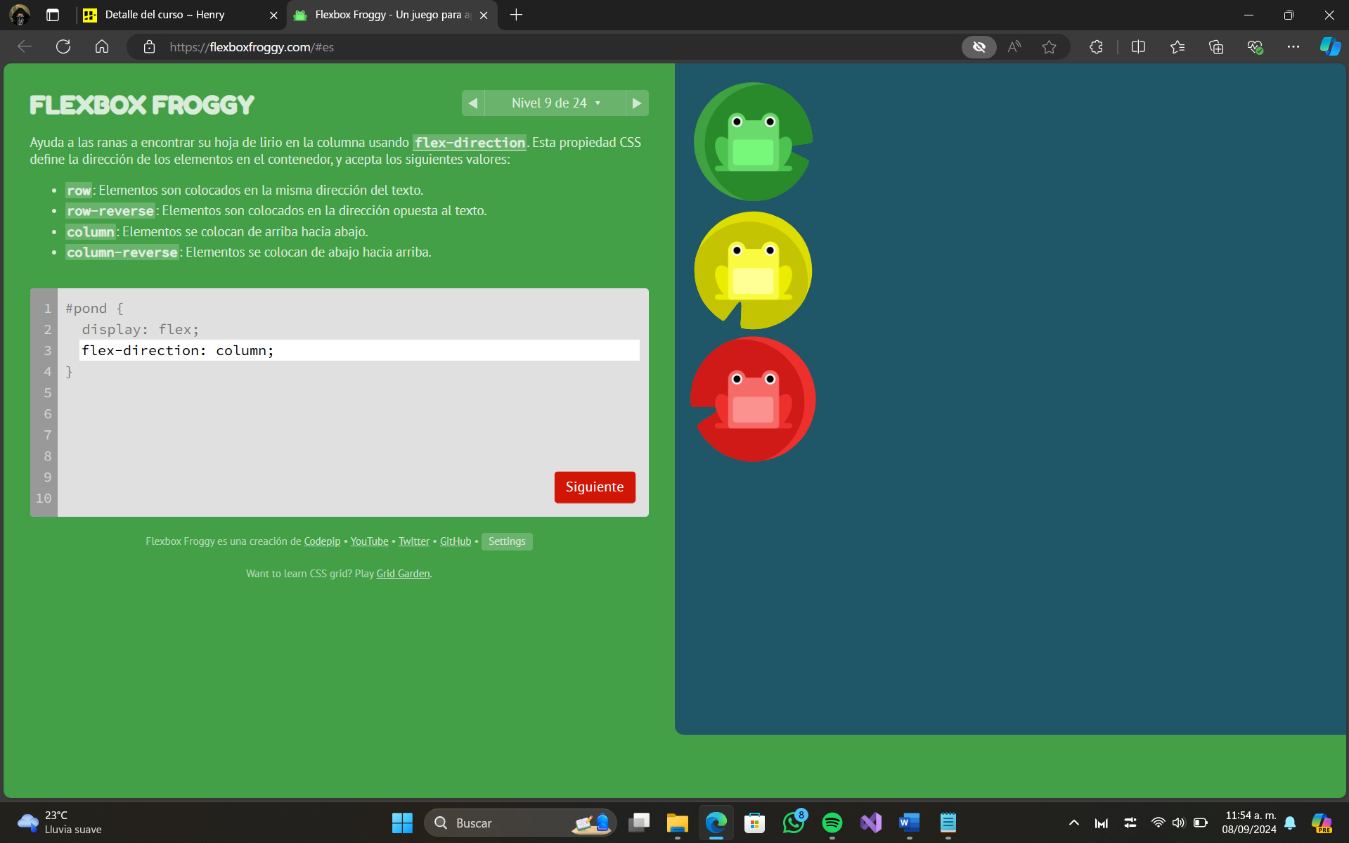 Detalle del curso – Henry
Flexbox Froggy - Un juego para a
https://flexboxfroggy.com/#es
FLEXBOX FROGGY
Nivel 9 de 24
Ayuda a las ranas a encontrar su hoja de lirio en la columna usando flex-direction. Esta propiedad CSS
define la dirección de los elementos en el contenedor, y acepta los siguientes valores:
• row: Elementos son colocados en la misma dirección del texto.
• row-reverse: Elementos son colocados en la dirección opuesta al texto.
• column: Elementos se colocan de arriba hacia abajo.
• column-reverse: Elementos se colocan de abajo hacia arriba.
1 #pond {
2 display: flex;
3 flex-direction: column;
4 }
5
6
7
8
9
10
Siguiente
Flexbox Froggy es una creación de Codepip • YouTube • Twitter • GitHub • Settings
Want to learn CSS grid? Play Grid Garden.
23°C
Lluvia suave
Buscar
8
11:54 a. m.
08/09/2024
PRE